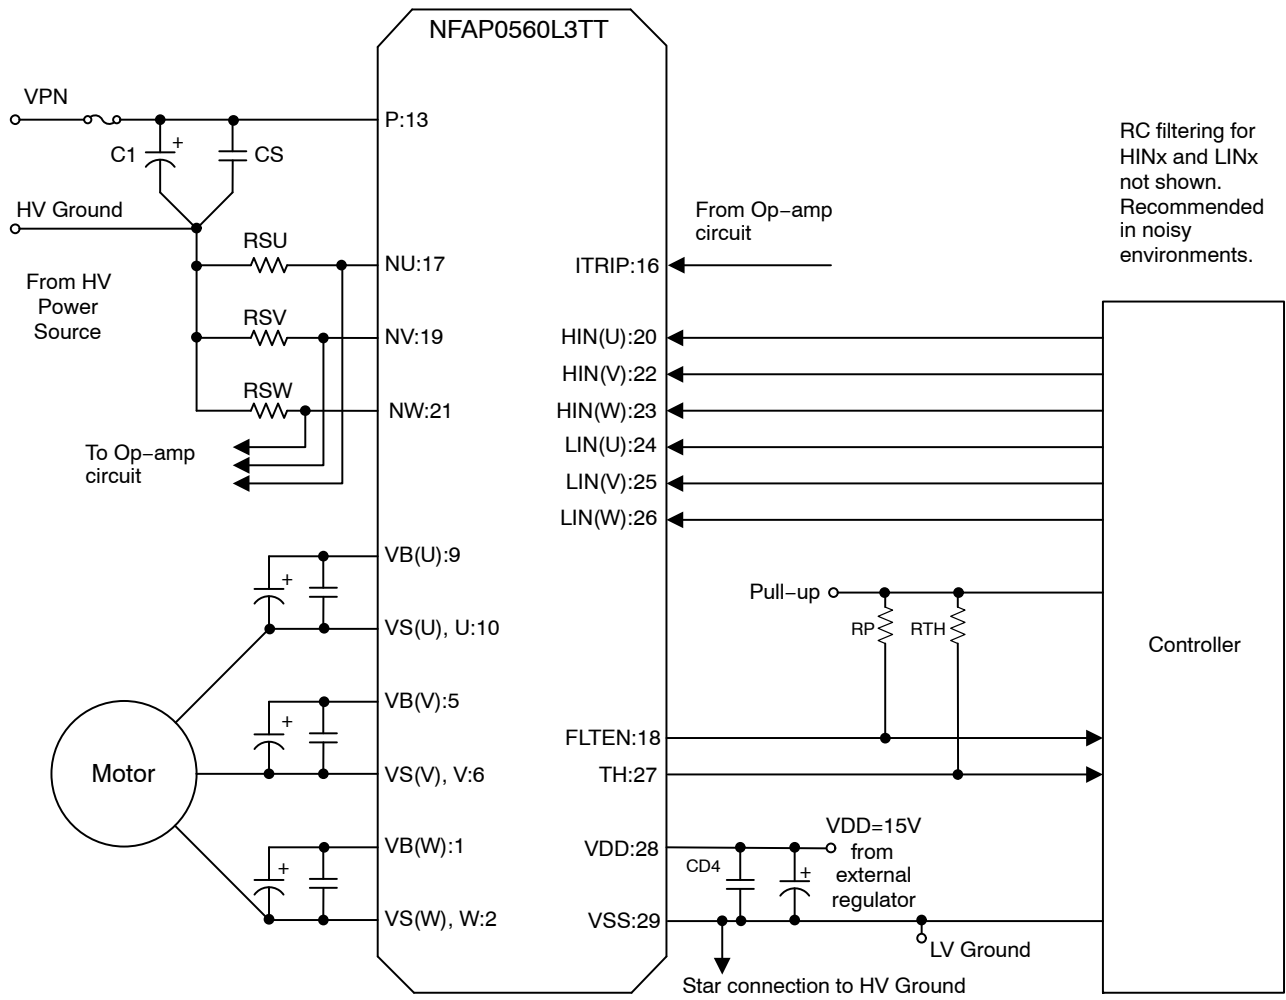 NFAP0560L3TT
VPN
P:13
C1
+
CS
HV Ground
RSU
NU:17
From HV
Power
Source
RSV
NV:19
RSW
NW:21
To Op−amp
circuit
From Op−amp
circuit
ITRIP:16
RC filtering for
HINx and LINx
not shown.
Recommended
in noisy
environments.
HIN(U):20
HIN(V):22
HIN(W):23
LIN(U):24
LIN(V):25
LIN(W):26
VB(U):9
+
VS(U), U:10
VB(V):5
+
VS(V), V:6
Motor
VB(W):1
+
VS(W), W:2
Pull−up
RP
RTH
Controller
FLTEN:18
TH:27
VDD:28
CD4
+
VDD=15V
from
external
regulator
VSS:29
LV Ground
Star connection to HV Ground